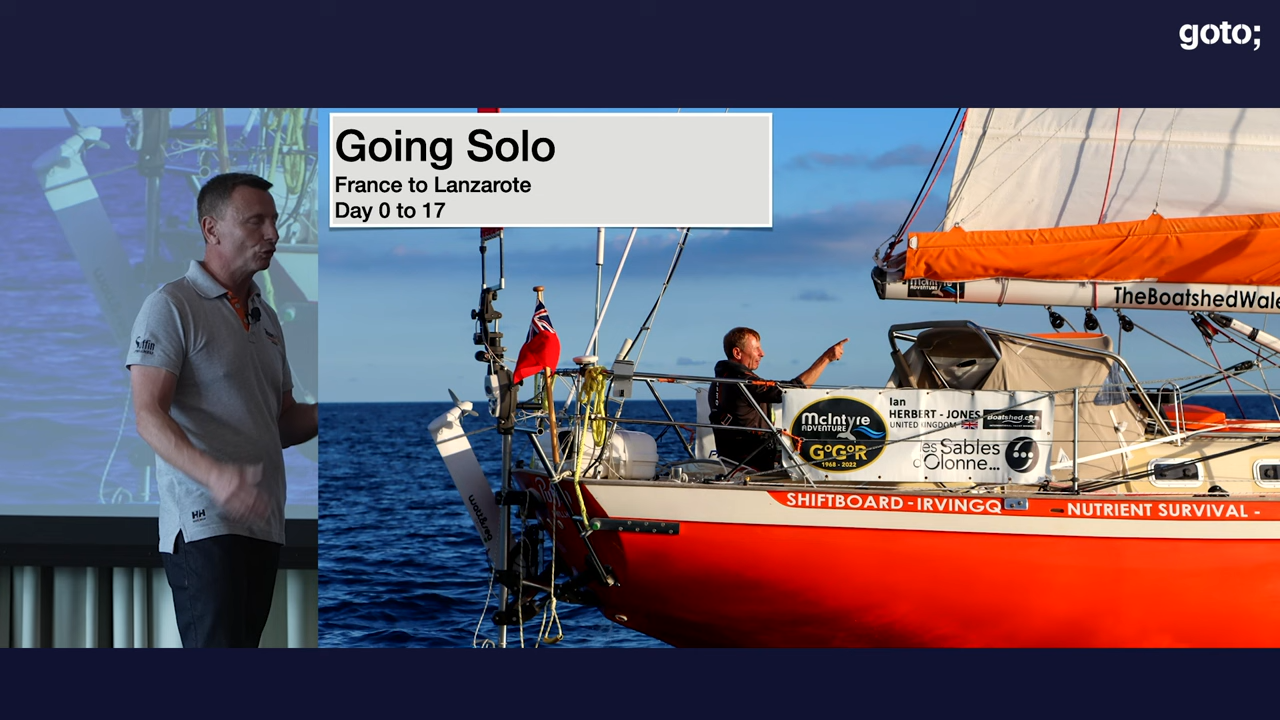 goto;
Going Solo
France to Lanzarote
Day 0 to 17
TheBoatshedWale
McIntyre
ADVENTURE
GGR
1968 - 2022
Ian
HERBERT - JONES
UNITED KINGDOM
Boatshed.com
les Sables
d'Olonne...
SHIFTBOARD - IRVINGQ
NUTRIENT SURVIVAL -
HH